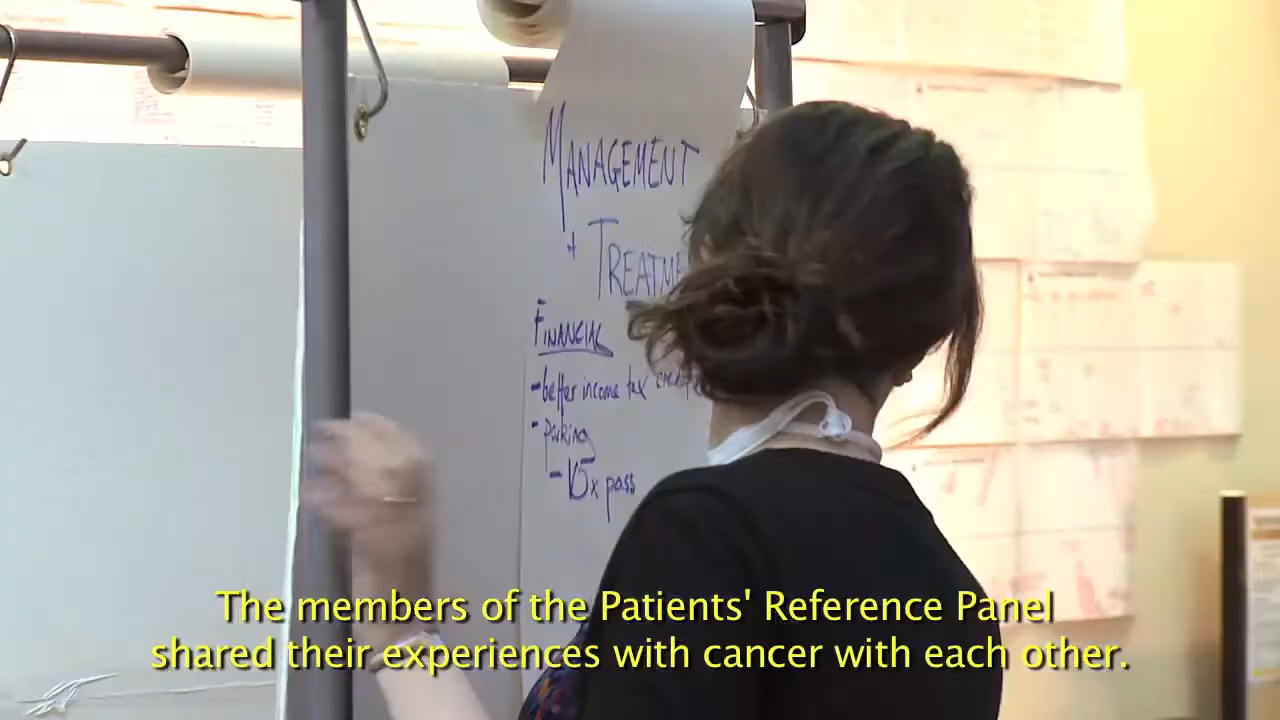 MANAGEMENT
+ TREATME
FINANCIAL
- better income tax credit
- parking
- 15x pass
The members of the Patients' Reference Panel
shared their experiences with cancer with each other.